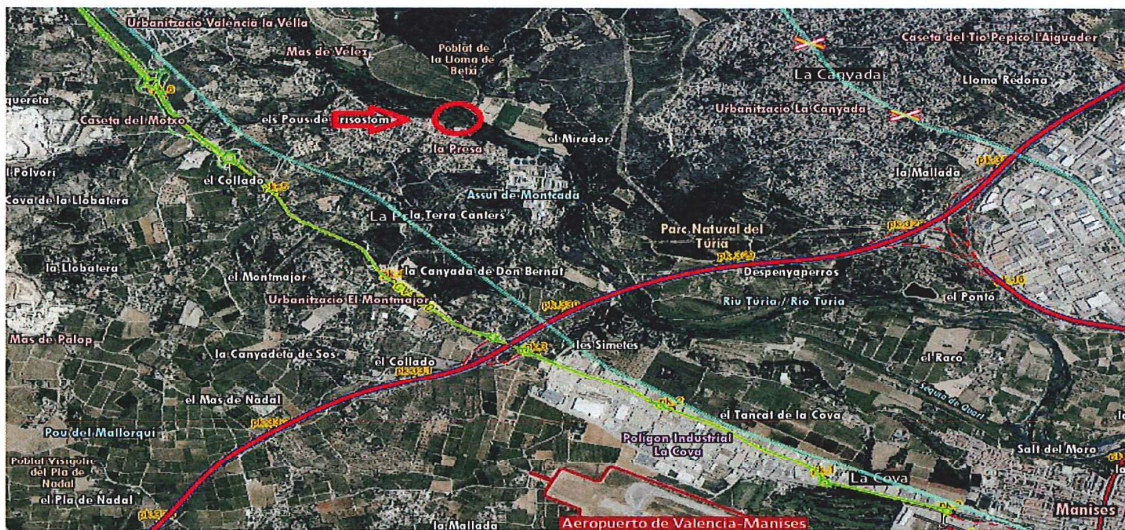 Urbanització Valencia la Vella
Mas de Vélez
Poblat de
la Lloma de
Betxí
Caseta del Tio Pepico l'Aiguader
La Canyada
Lloma Redona
Urbanització La Canyada
Caseta del Motxo
els Pous de
la Presa
el Mirador
Assut de Montcada
el Collado
Cova de la Llobatera
la Mallada
la Terra Canters
Parc Natural del
Túria
Despenyaperros
la Llobatera
el Montmajor
la Canyada de Don Bernat
Urbanització El Montmajor
Riu Túria / Río Turia
el Pontó
Mas de Palop
la Canyadeta de Sos
el Collado
les Simetes
el Racó
el Mas de Nadal
Sequia de Quart
el Tancat de la Cova
Pou del Mallorquí
Polígon Industrial
La Cova
Salt del Moro
Poblat Visigòtic
del Pla de
Nadal
el Pla de Nadal
La Cova
la Mallada
Aeropuerto de Valencia-Manises
Manises